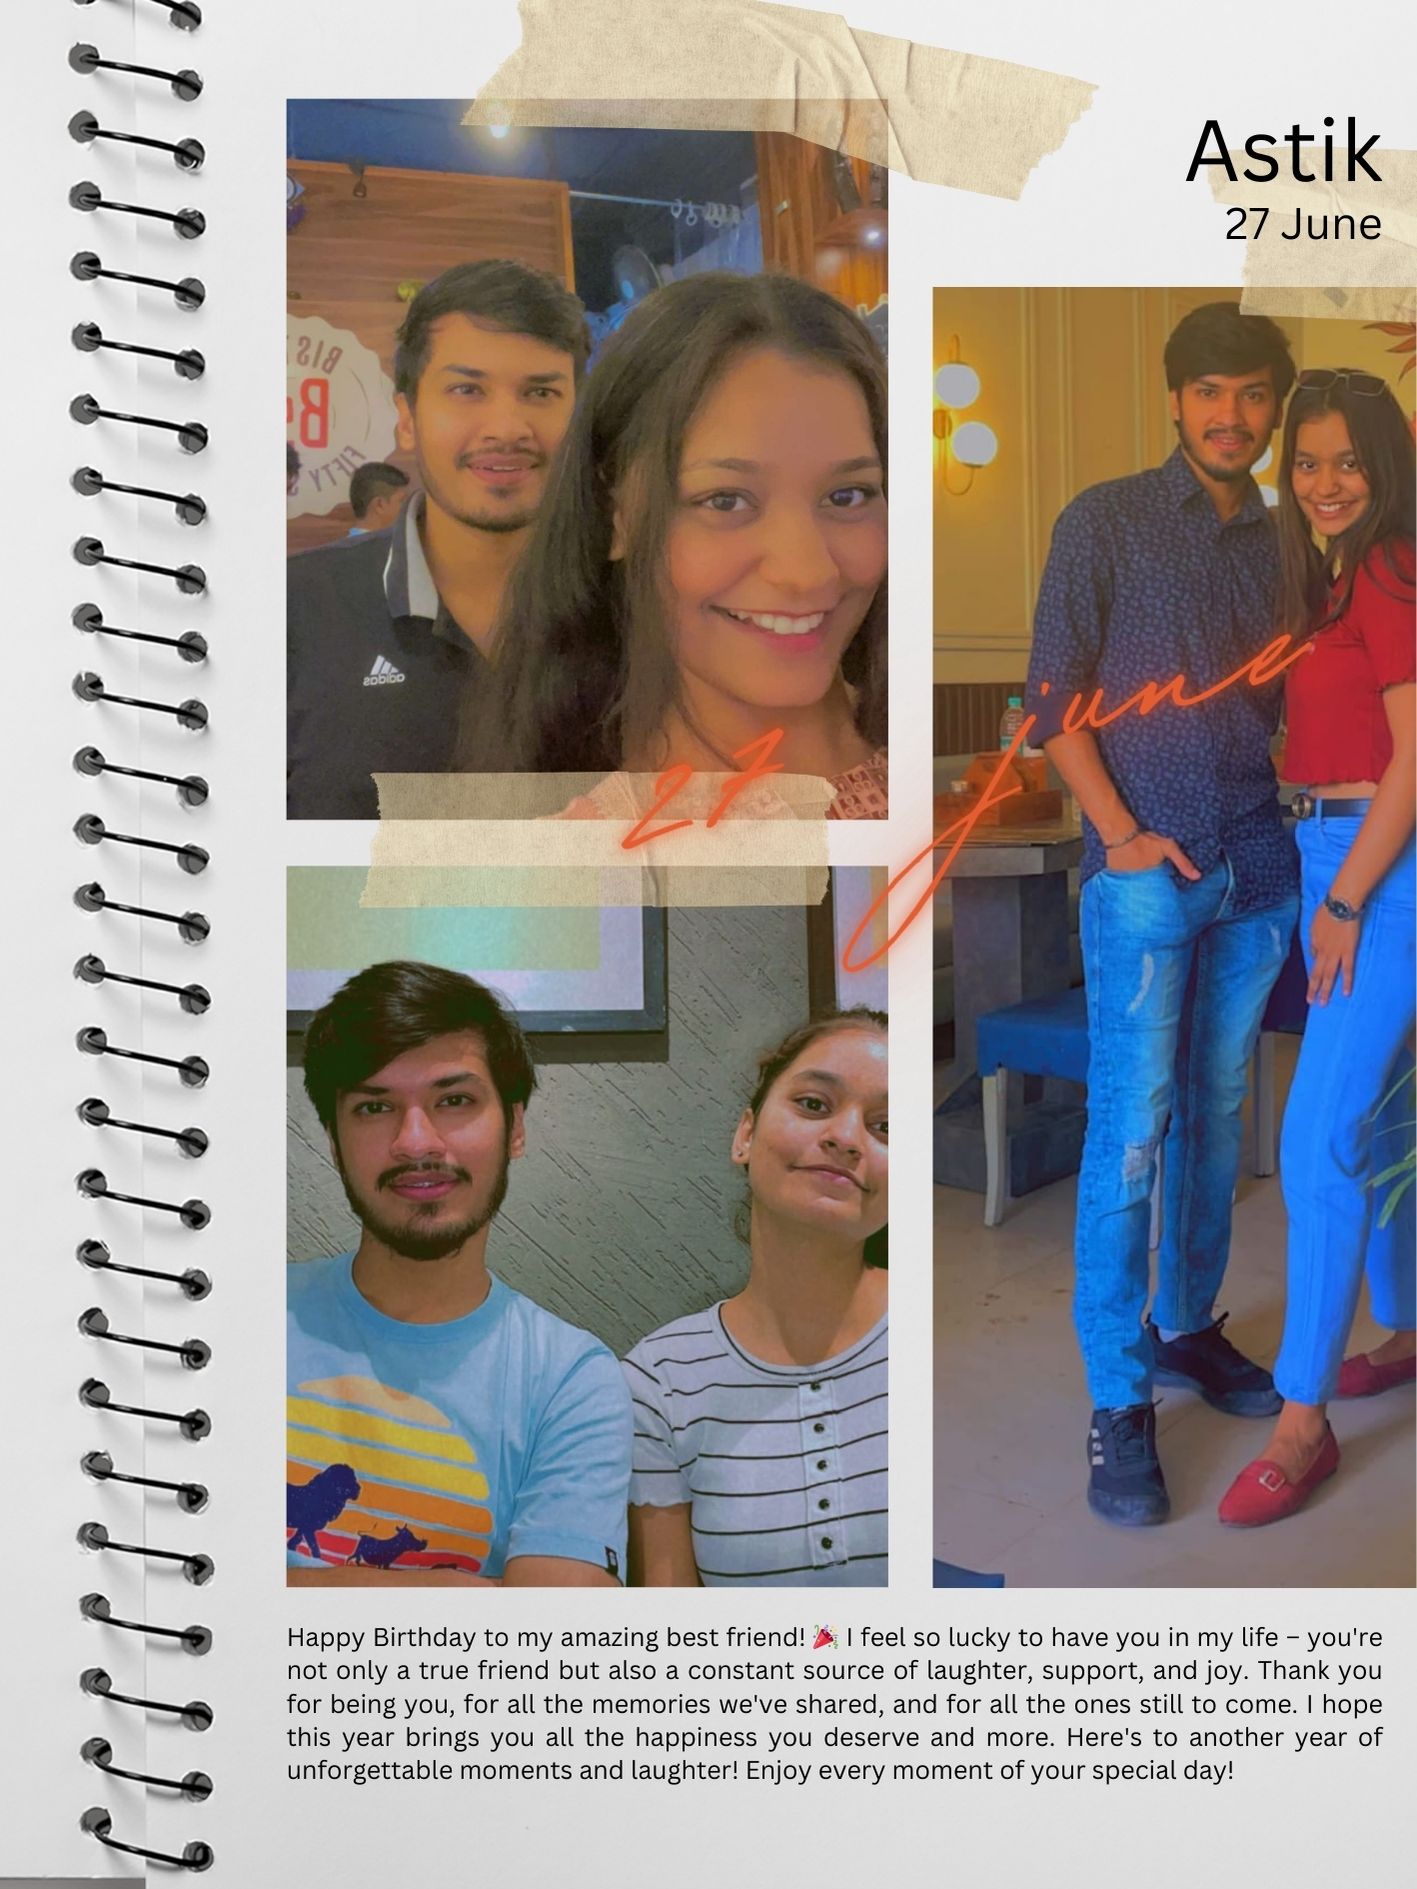 Astik
27 June
BIS
B
FIFTY
adidas
27
june
Happy Birthday to my amazing best friend! 🎉 I feel so lucky to have you in my life – you're
not only a true friend but also a constant source of laughter, support, and joy. Thank you
for being you, for all the memories we've shared, and for all the ones still to come. I hope
this year brings you all the happiness you deserve and more. Here's to another year of
unforgettable moments and laughter! Enjoy every moment of your special day!